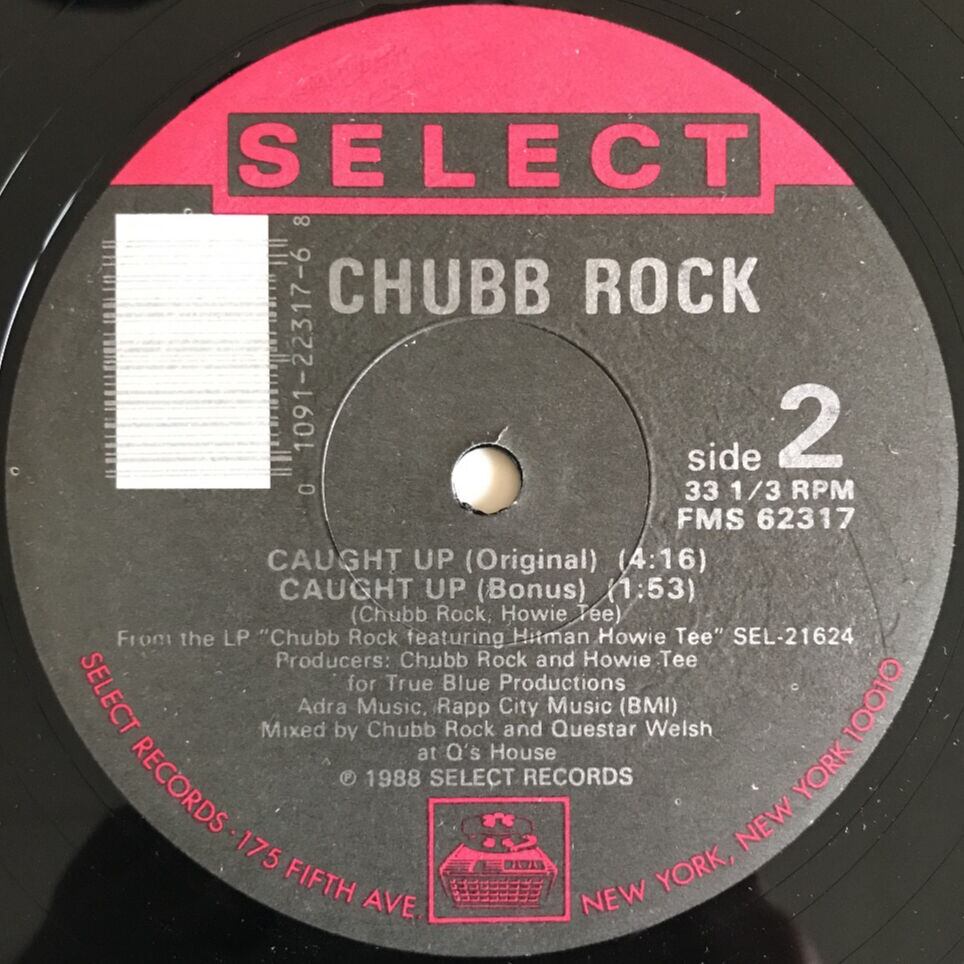 SELECT
CHUBB ROCK
0 1091-22317-6 8
side 2
33 1/3 RPM
FMS 62317
CAUGHT UP (Original) (4:16)
CAUGHT UP (Bonus) (1:53)
(Chubb Rock, Howie Tee)
From the LP "Chubb Rock featuring Hitman Howie Tee" SEL-21624
Producers: Chubb Rock and Howie Tee
for True Blue Productions
Adra Music, Rapp City Music (BMI)
Mixed by Chubb Rock and Questar Welsh
at Q's House
℗ 1988 SELECT RECORDS
SELECT RECORDS · 175 FIFTH AVE. NEW YORK, NEW YORK 10010